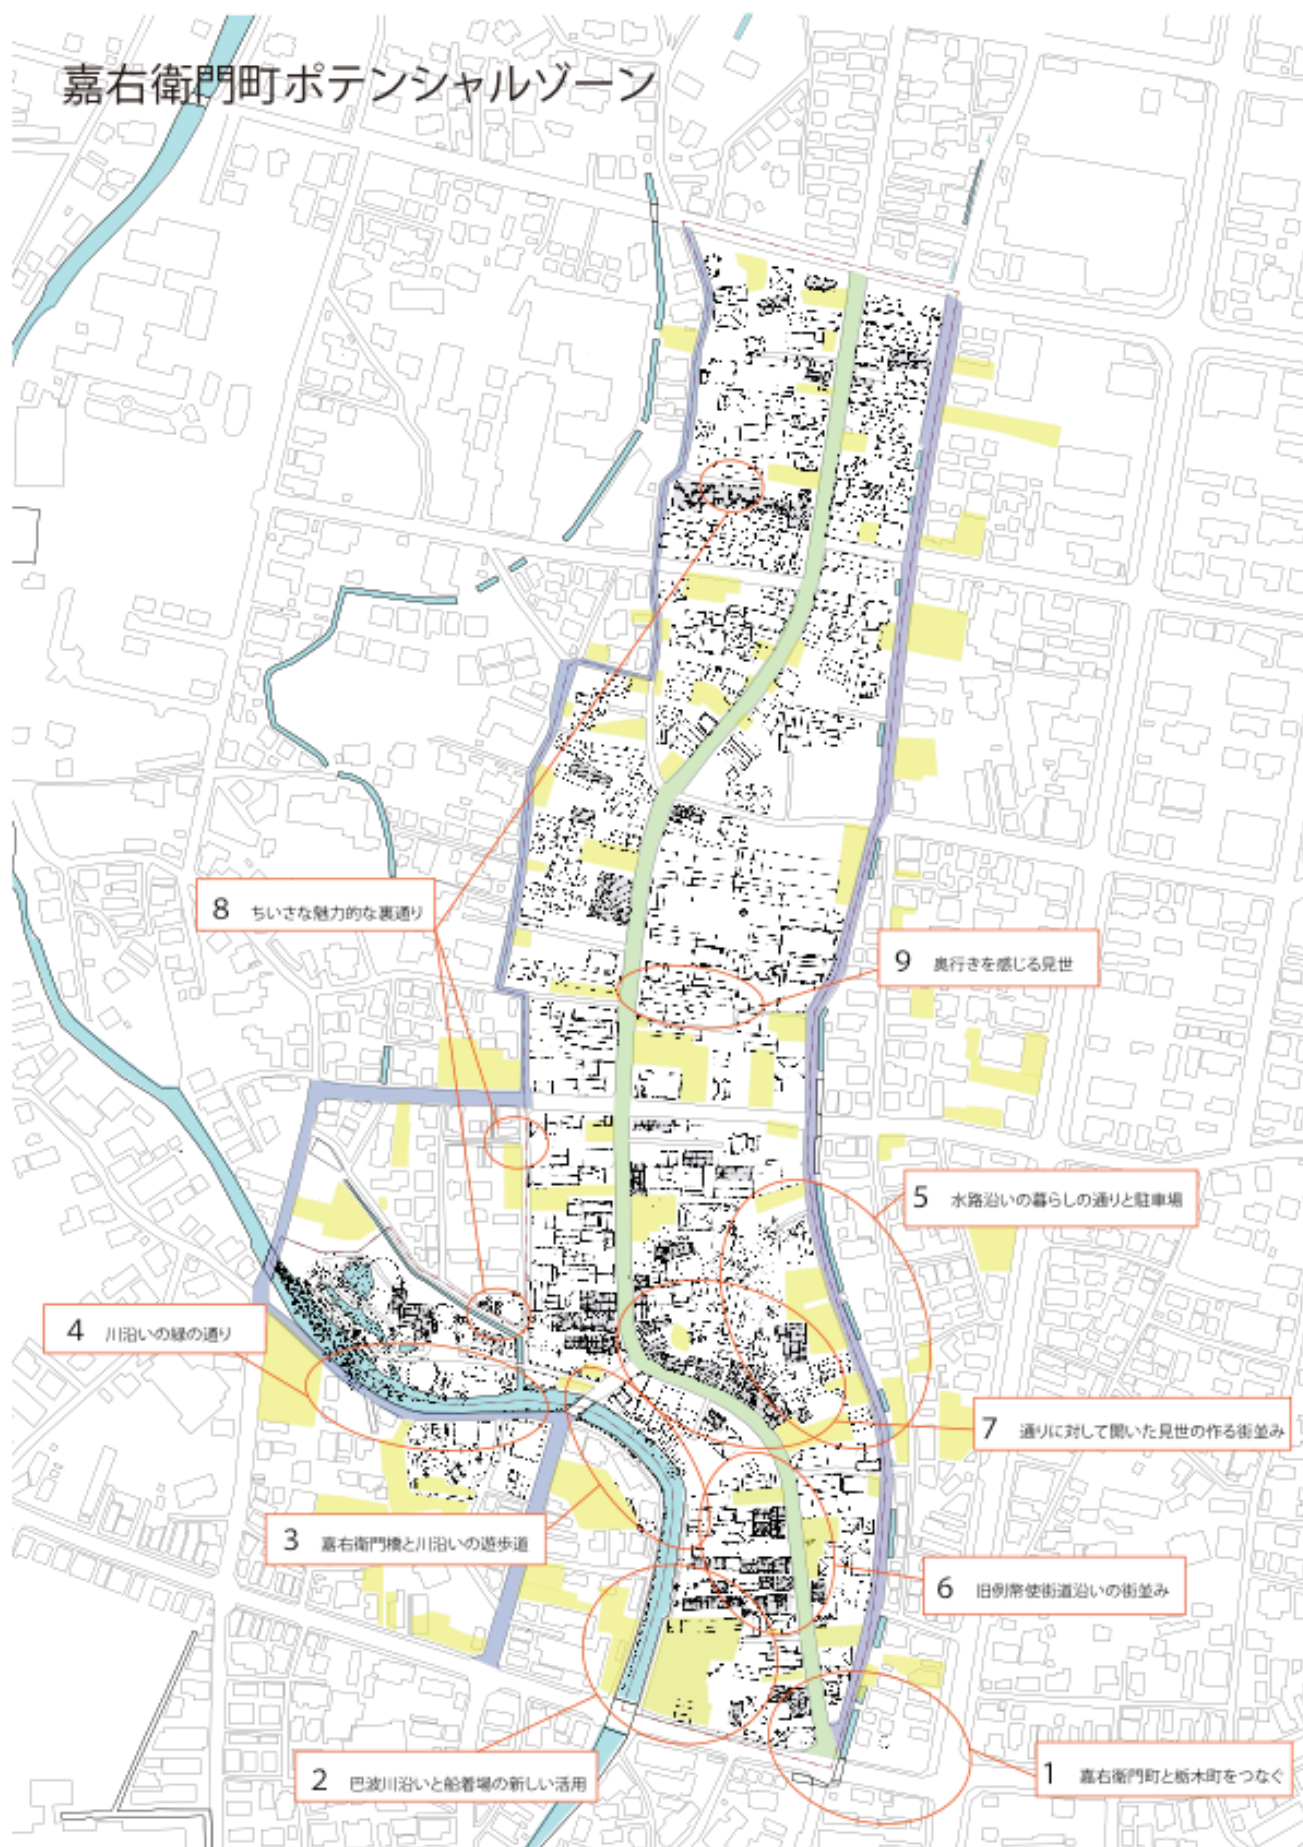 嘉右衛門町ポテンシャルゾーン
8 ちいさな魅力的な裏通り
9 奥行きを感じる見世
5 水路沿いの暮らしの通りと駐車場
4 川沿いの緑の通り
7 通りに対して開いた見世の作る街並み
3 嘉右衛門橋と川沿いの遊歩道
6 旧例幣使街道沿いの街並み
2 巴波川沿いと船着場の新しい活用
1 嘉右衛門町と栃木町をつなぐ